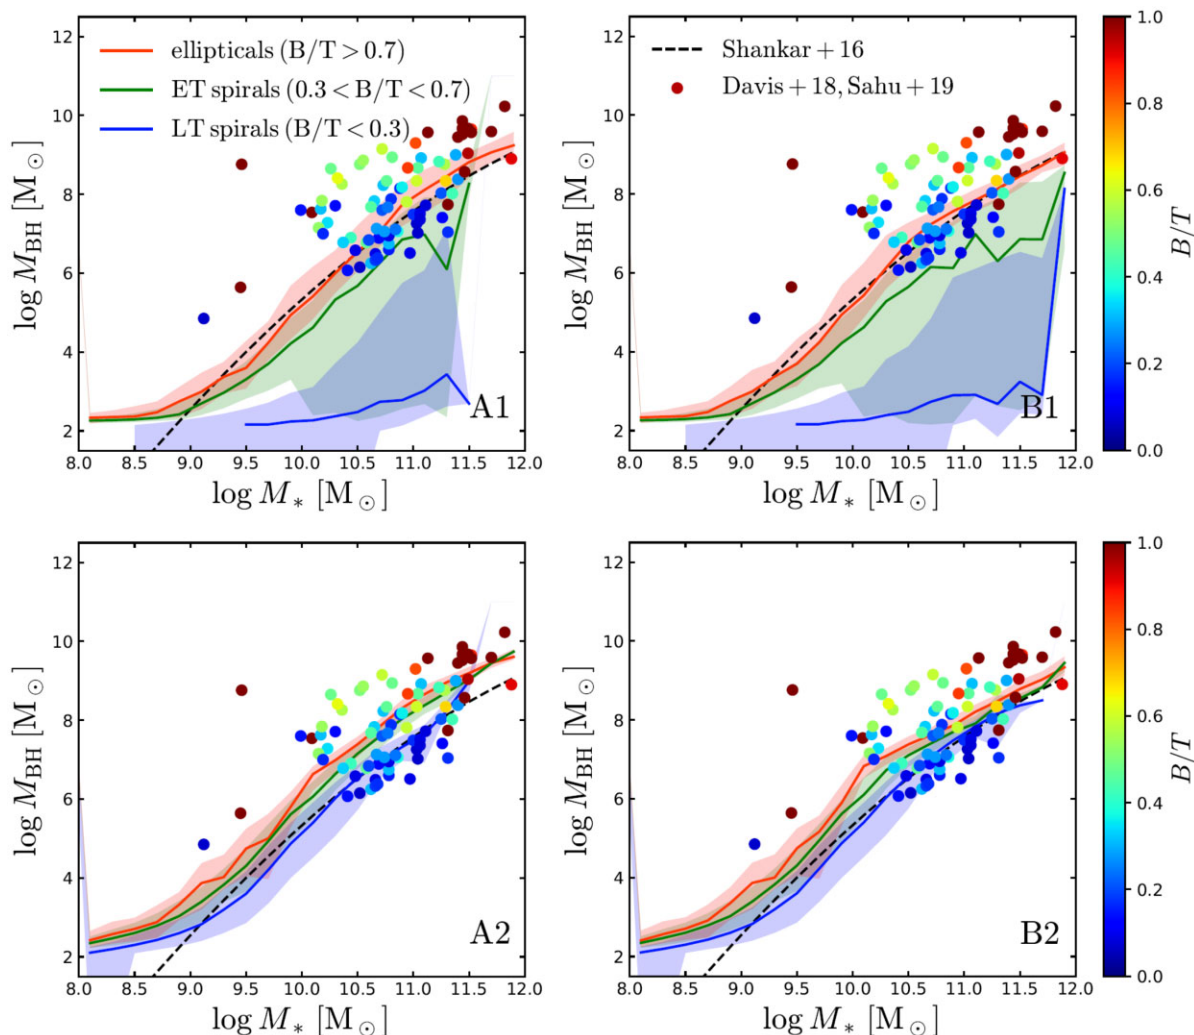 ellipticals (B/T > 0.7)
ET spirals (0.3 < B/T < 0.7)
LT spirals (B/T < 0.3)
12
10
8
6
4
2
log M_BH [M_⊙]
8.0 8.5 9.0 9.5 10.0 10.5 11.0 11.5 12.0
log M_* [M_⊙]
A1
Shankar + 16
Davis + 18, Sahu + 19
12
10
8
6
4
2
log M_BH [M_⊙]
8.0 8.5 9.0 9.5 10.0 10.5 11.0 11.5 12.0
log M_* [M_⊙]
B1
1.0
0.8
0.6
0.4
0.2
0.0
B/T
12
10
8
6
4
2
log M_BH [M_⊙]
8.0 8.5 9.0 9.5 10.0 10.5 11.0 11.5 12.0
log M_* [M_⊙]
A2
12
10
8
6
4
2
log M_BH [M_⊙]
8.0 8.5 9.0 9.5 10.0 10.5 11.0 11.5 12.0
log M_* [M_⊙]
B2
1.0
0.8
0.6
0.4
0.2
0.0
B/T